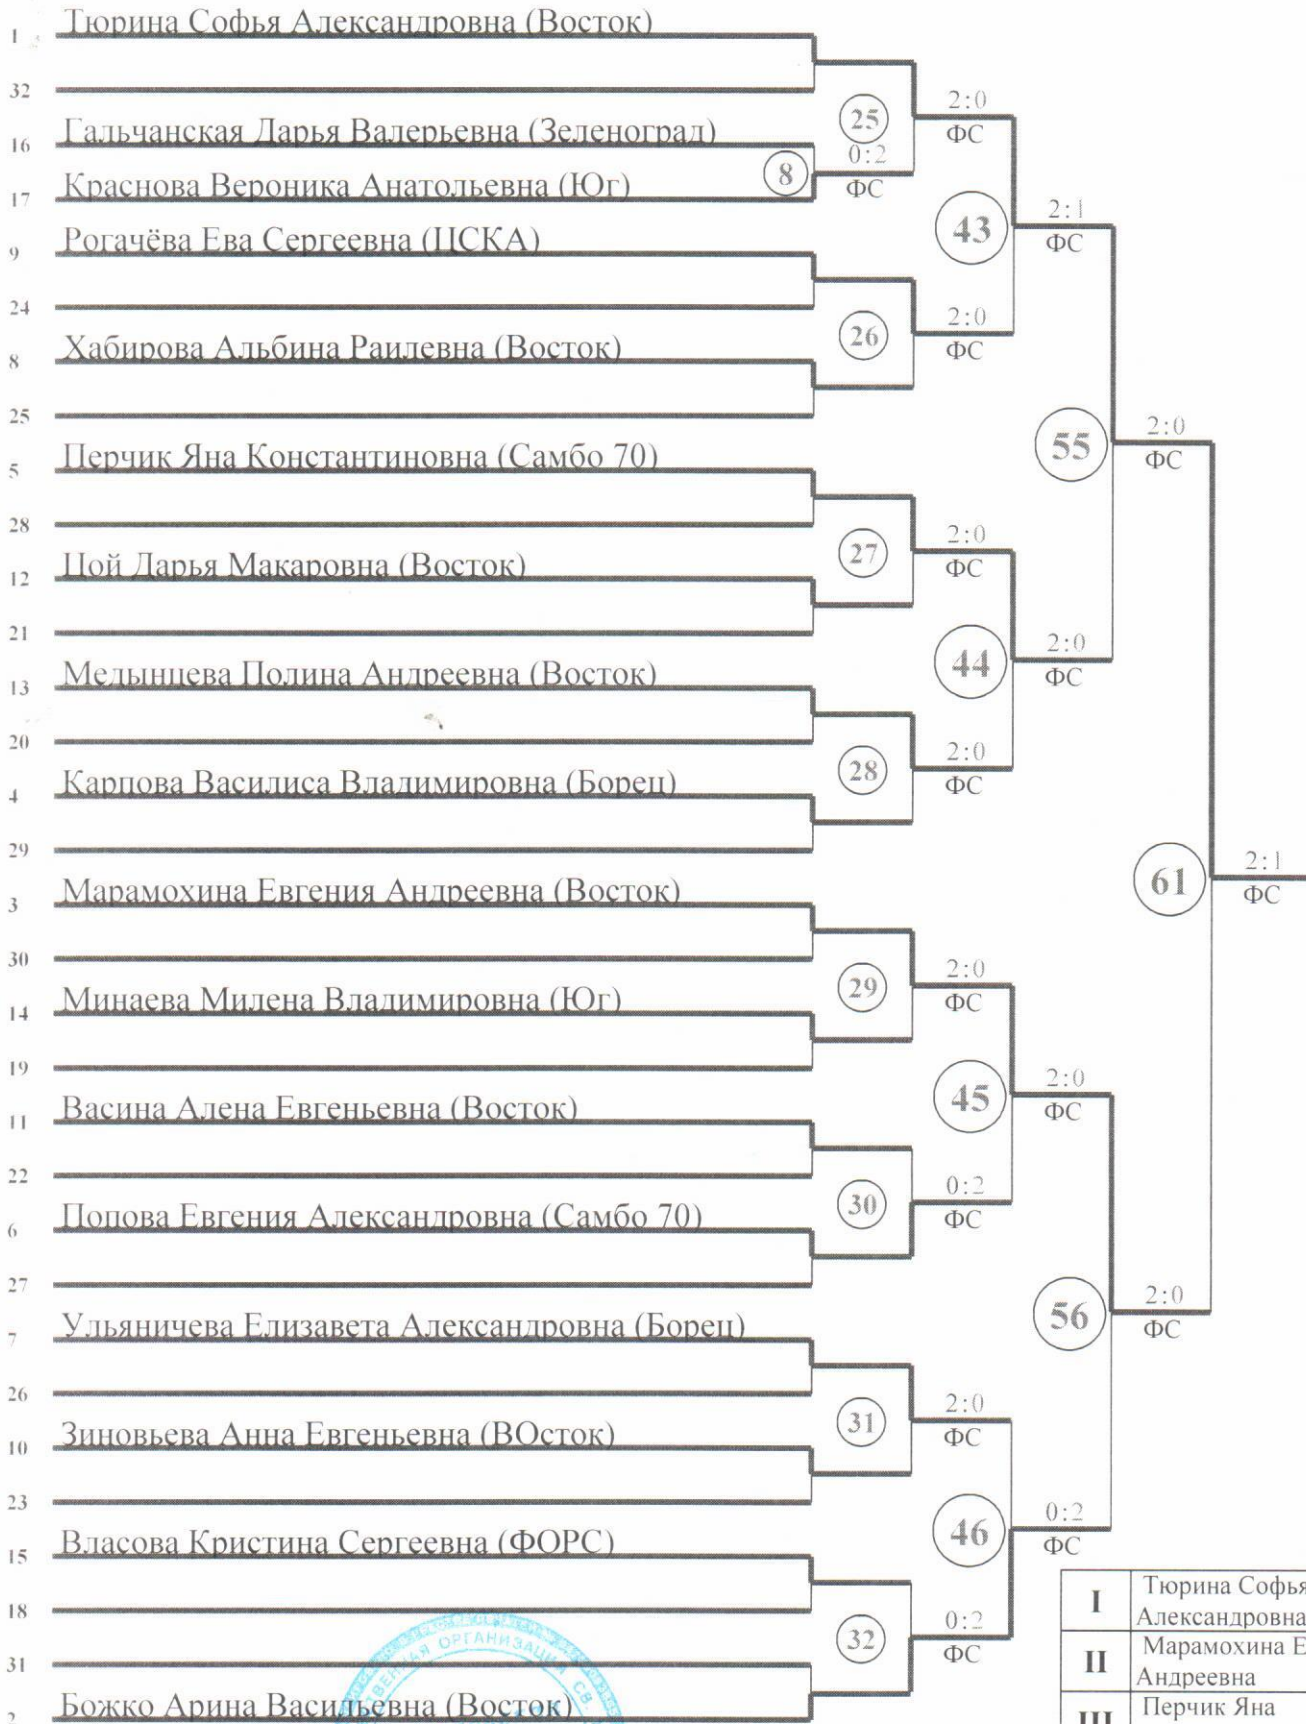 1 Тюрина Софья Александровна (Восток)
32
16 Гальчанская Дарья Валерьевна (Зеленоград)
17 Краснова Вероника Анатольевна (Юг)
9 Рогачёва Ева Сергеевна (ЦСКА)
24
8 Хабирова Альбина Раилевна (Восток)
25
5 Перчик Яна Константиновна (Самбо 70)
28
12 Цой Дарья Макаровна (Восток)
21
13 Медынцева Полина Андреевна (Восток)
20
4 Карпова Василиса Владимировна (Борец)
29
3 Марамохина Евгения Андреевна (Восток)
30
14 Минаева Милена Владимировна (Юг)
19
11 Васина Алена Евгеньевна (Восток)
22
6 Попова Евгения Александровна (Самбо 70)
27
7 Ульяничева Елизавета Александровна (Борец)
26
10 Зиновьева Анна Евгеньевна (ВОсток)
23
15 Власова Кристина Сергеевна (ФОРС)
18
31
2 Божко Арина Васильевна (Восток)
8
0:2
ФС
25
2:0
ФС
26
2:0
ФС
27
2:0
ФС
28
2:0
ФС
29
2:0
ФС
30
0:2
ФС
31
2:0
ФС
32
0:2
ФС
43
2:1
ФС
44
2:0
ФС
45
2:0
ФС
46
0:2
ФС
55
2:0
ФС
56
2:0
ФС
61
2:1
ФС
I Тюрина Софья
Александровна
II Марамохина Е
Андреевна
III Перчик Яна
ОРГАНИЗАЦИЯ